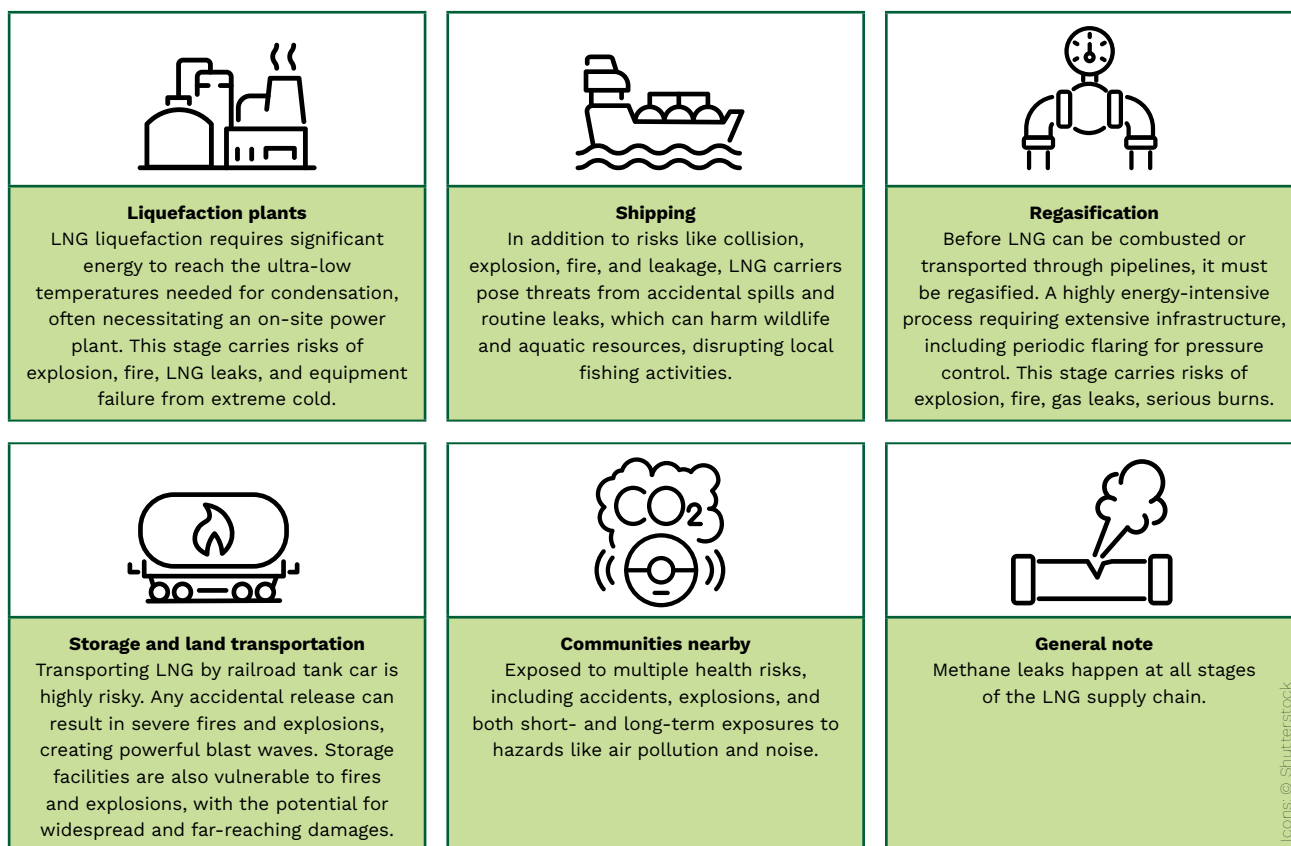 Liquefaction plants
LNG liquefaction requires significant
energy to reach the ultra-low
temperatures needed for condensation,
often necessitating an on-site power
plant. This stage carries risks of
explosion, fire, LNG leaks, and equipment
failure from extreme cold.
Shipping
In addition to risks like collision,
explosion, fire, and leakage, LNG carriers
pose threats from accidental spills and
routine leaks, which can harm wildlife
and aquatic resources, disrupting local
fishing activities.
Regasification
Before LNG can be combusted or
transported through pipelines, it must
be regasified. A highly energy-intensive
process requiring extensive infrastructure,
including periodic flaring for pressure
control. This stage carries risks of
explosion, fire, gas leaks, serious burns.
Storage and land transportation
Transporting LNG by railroad tank car is
highly risky. Any accidental release can
result in severe fires and explosions,
creating powerful blast waves. Storage
facilities are also vulnerable to fires
and explosions, with the potential for
widespread and far-reaching damages.
CO2
Communities nearby
Exposed to multiple health risks,
including accidents, explosions, and
both short- and long-term exposures to
hazards like air pollution and noise.
General note
Methane leaks happen at all stages
of the LNG supply chain.
Icons: © Shutterstock